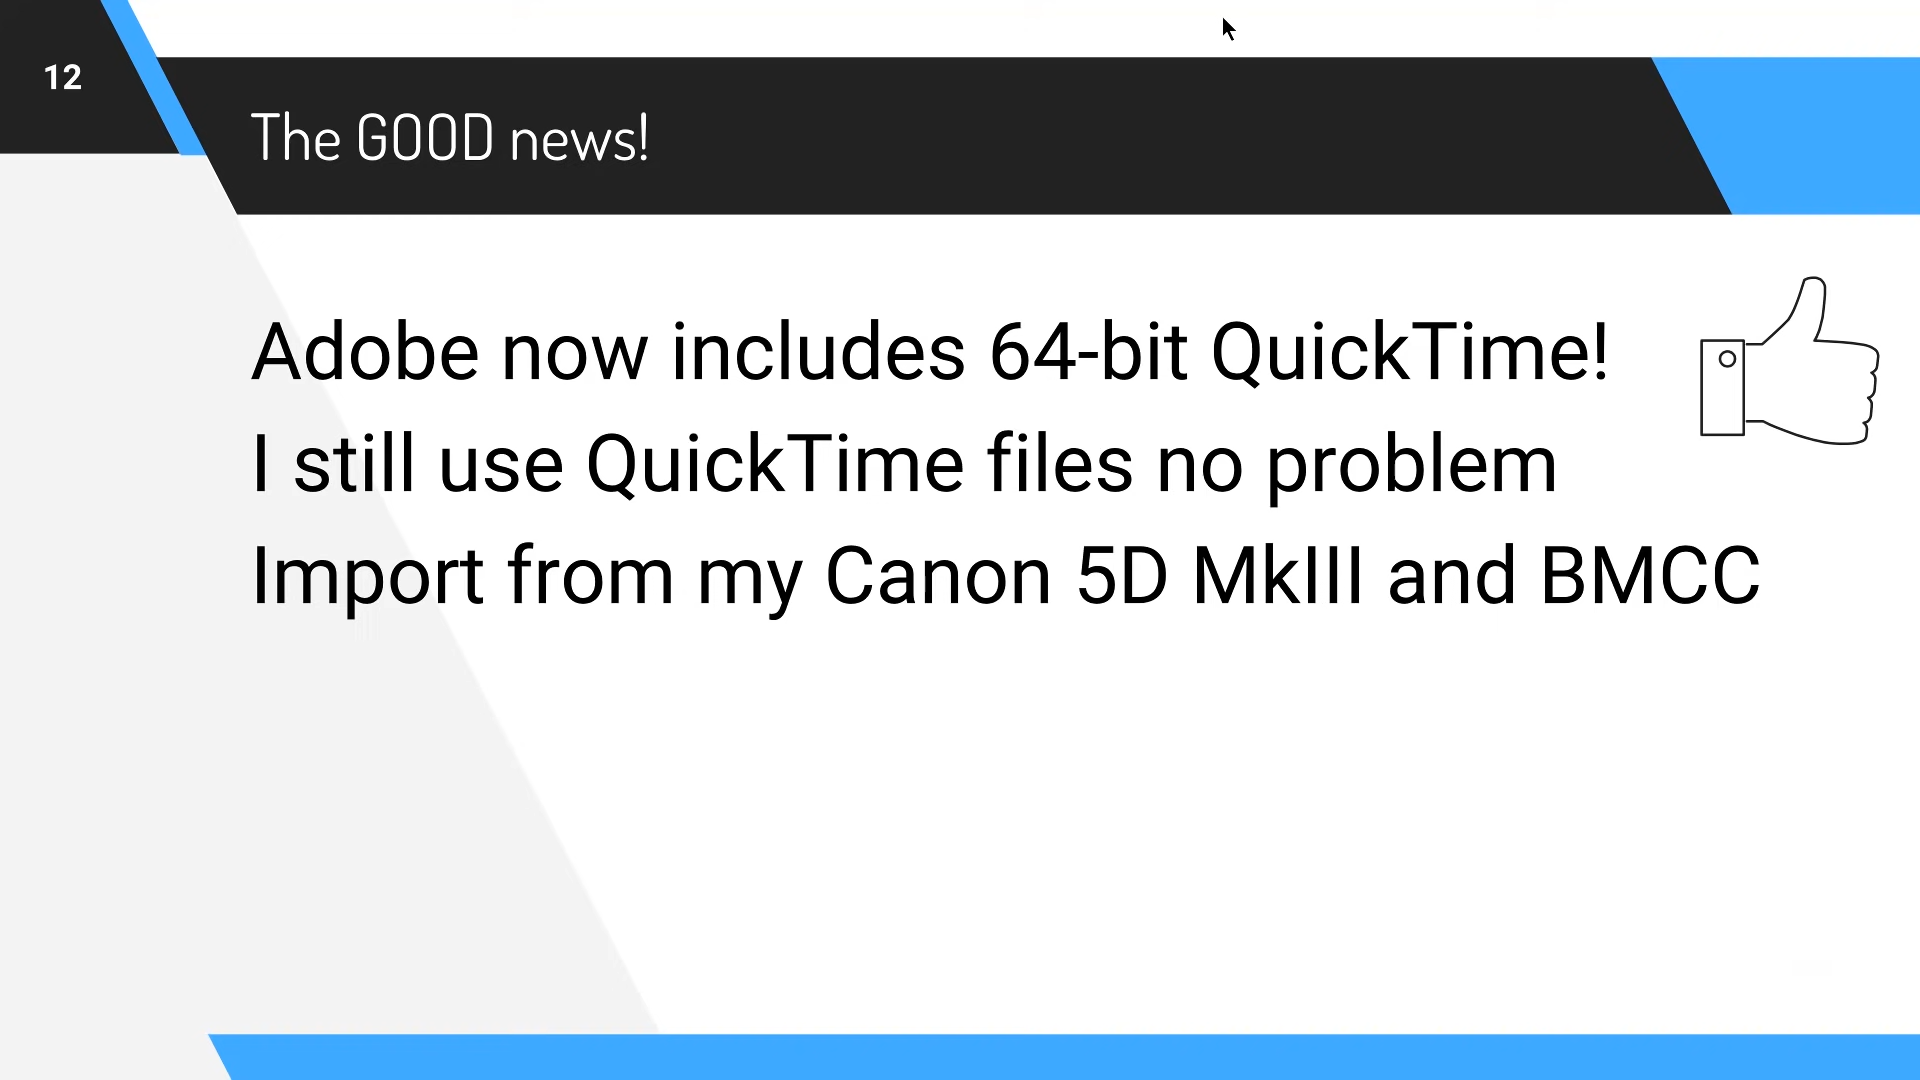 12
The GOOD news!
Adobe now includes 64-bit QuickTime!
I still use QuickTime files no problem
Import from my Canon 5D MkIII and BMCC